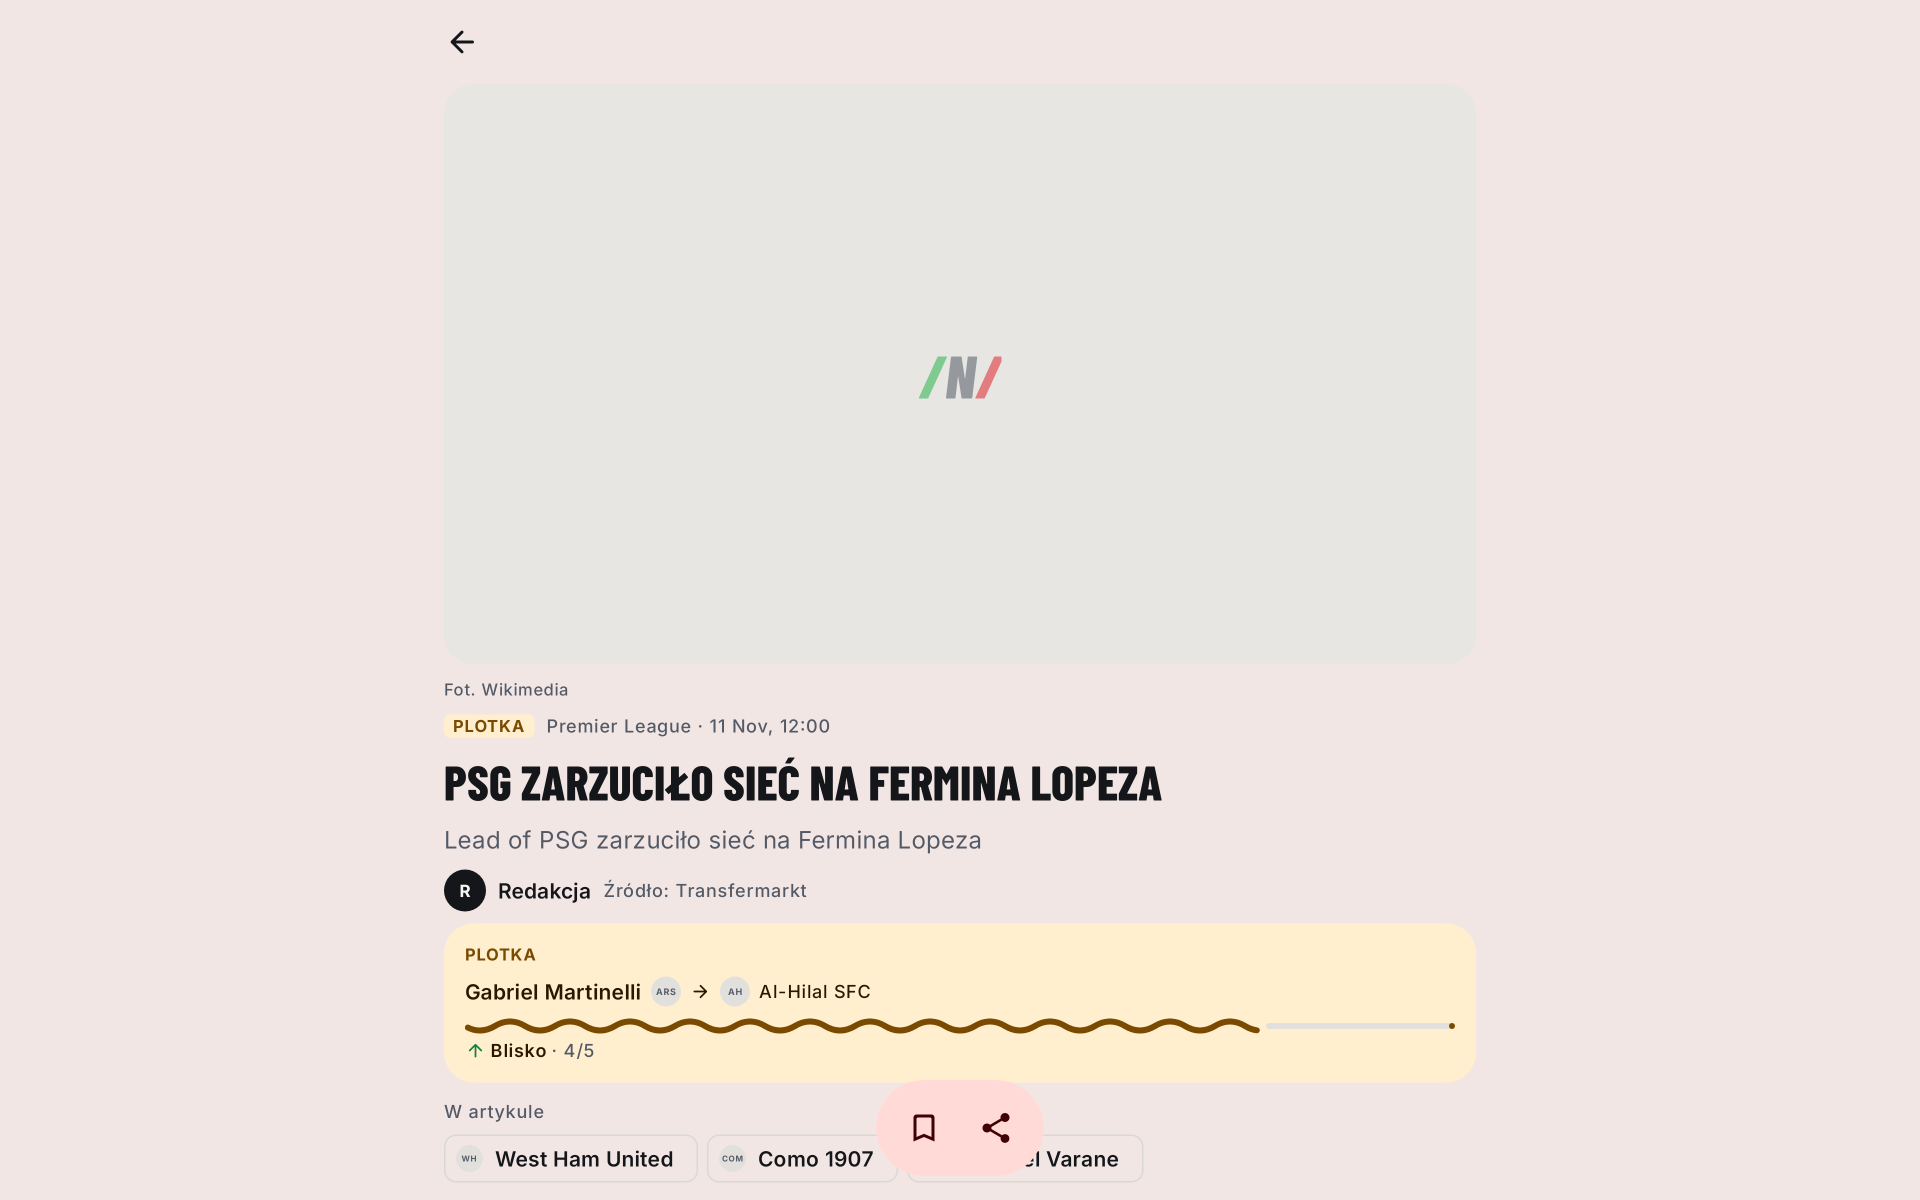 /N/
Fot. Wikimedia
PLOTKA Premier League · 11 Nov, 12:00
PSG ZARZUCIŁO SIEĆ NA FERMINA LOPEZA
Lead of PSG zarzuciło sieć na Fermina Lopeza
R Redakcja Źródło: Transfermarkt
PLOTKA
Gabriel Martinelli ARS → AH Al-Hilal SFC
↑ Blisko · 4/5
W artykule
WH West Ham United COM Como 1907 Varane